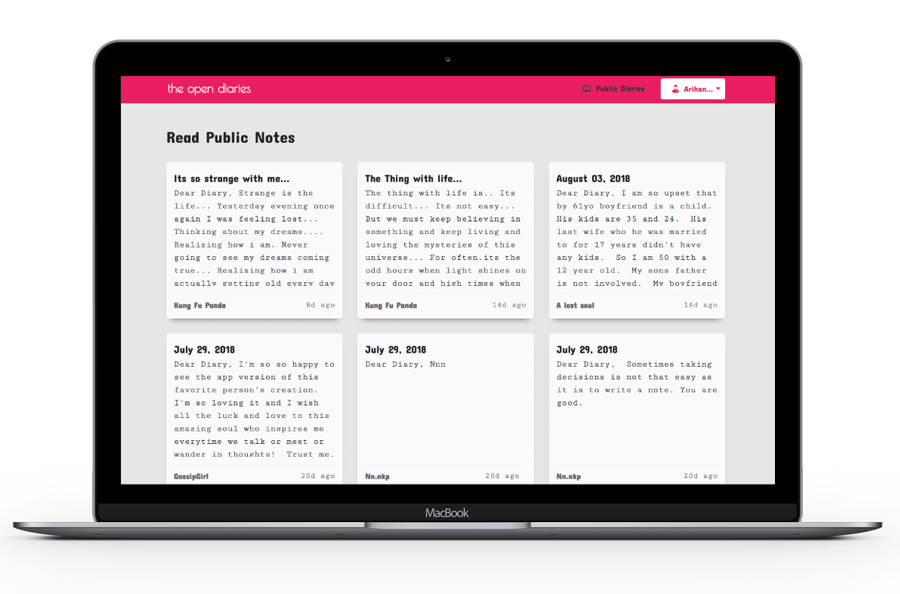 the open diaries
Public Diaries
Arihan...
Read Public Notes
Its so strange with me...
Dear Diary, Strange is the
life... Yesterday evening once
again I was feeling lost...
Thinking about my dreams....
Realizing how i am. Never
going to see my dreams coming
true... Realising how i am
actually getting old every day
Kung Fu Panda
8d ago
The Thing with life...
The thing with life is.. Its
difficult... Its not easy...
But we must keep believing in
something and keep living and
loving the mysteries of this
universe... For often.its the
odd hours when light shines on
your door and high times when
Kung Fu Panda
14d ago
August 03, 2018
Dear Diary, I am so upset that
by 61yo boyfriend is a child.
His kids are 35 and 24.  His
last wife who he was married
to for 17 years didn't have
any kids.  So I am 50 with a
12 year old.  My sons father
is not involved.  My boyfriend
A lost soul
14d ago
July 29, 2018
Dear Diary, I'm so so happy to
see the app version of this
favorite person's creation.
I'm so loving it and I wish
all the luck and love to this
amazing soul who inspires me
everytime we talk or meet or
wander in thoughts!  Trust me.
GossipGirl
20d ago
July 29, 2018
Dear Diary, Nnn
Nn.nkp
20d ago
July 29, 2018
Dear Diary,  Sometimes taking
decisions is not that easy as
it is to write a note. You are
good.
Nn.nkp
20d ago
MacBook